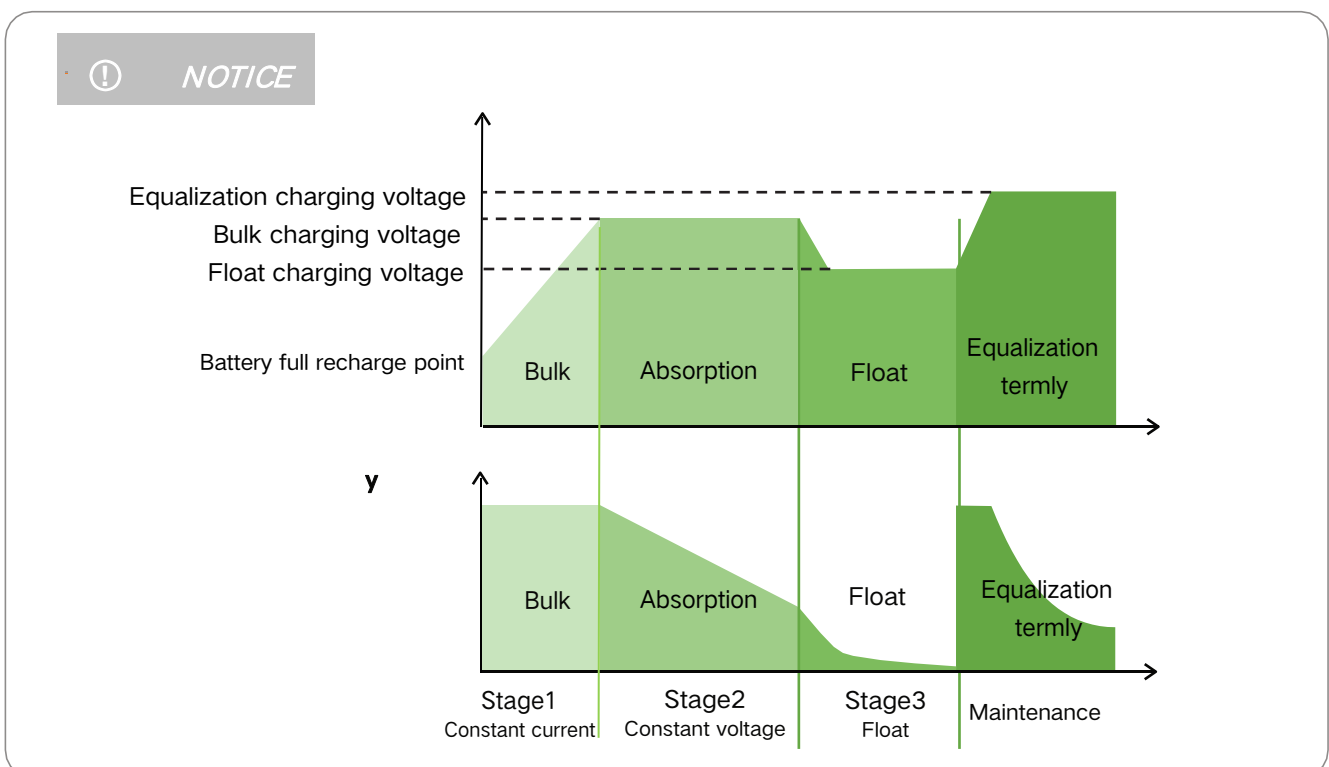 NOTICE
Equalization charging voltage
Bulk charging voltage
Float charging voltage
Battery full recharge point
Bulk
Absorption
Float
Equalization
termly
y
Bulk
Absorption
Float
Equalization
termly
Stage1
Constant current
Stage2
Constant voltage
Stage3
Float
Maintenance